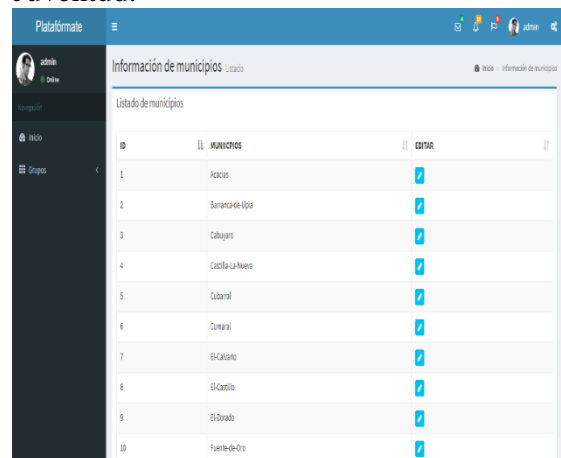 Juventud.
Platafórmate
admin
admin
Online
Información de municipios Listado
Inicio > Información de municipios
Navegación
Listado de municipios
Inicio
Grupos
ID MUNICPIOS EDITAR
1 Acacias
2 Barranca-de-Upia
3 Cabuyaro
4 Castilla-La-Nueva
5 Cubarral
6 Cumaral
7 El-Calvario
8 El-Castillo
9 El-Dorado
10 Fuente-de-Oro